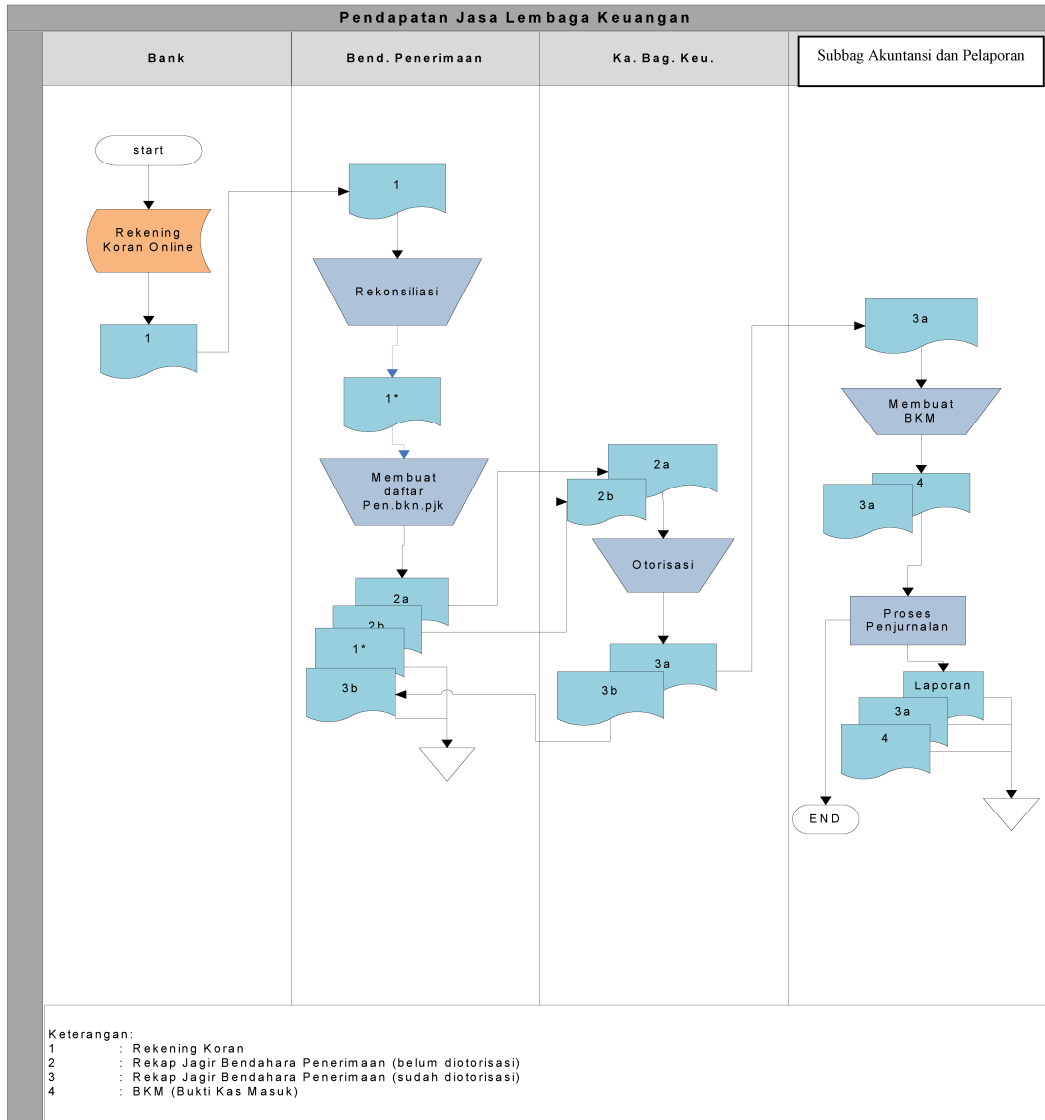 Pendapatan Jasa Lembaga Keuangan
Bank
Bend. Penerimaan
Ka. Bag. Keu.
Subbag Akuntansi dan Pelaporan
start
Rekening
Koran Online
1
1
Rekonsiliasi
1*
Membuat
daftar
Pen.bkn.pjk
2a
2b
1*
3b
2a
2b
Otorisasi
3a
3b
3a
Membuat
BKM
4
3a
Proses
Penjurnalan
Laporan
3a
4
END
Keterangan:
1 : Rekening Koran
2 : Rekap Jagir Bendahara Penerimaan (belum diotorisasi)
3 : Rekap Jagir Bendahara Penerimaan (sudah diotorisasi)
4 : BKM (Bukti Kas Masuk)